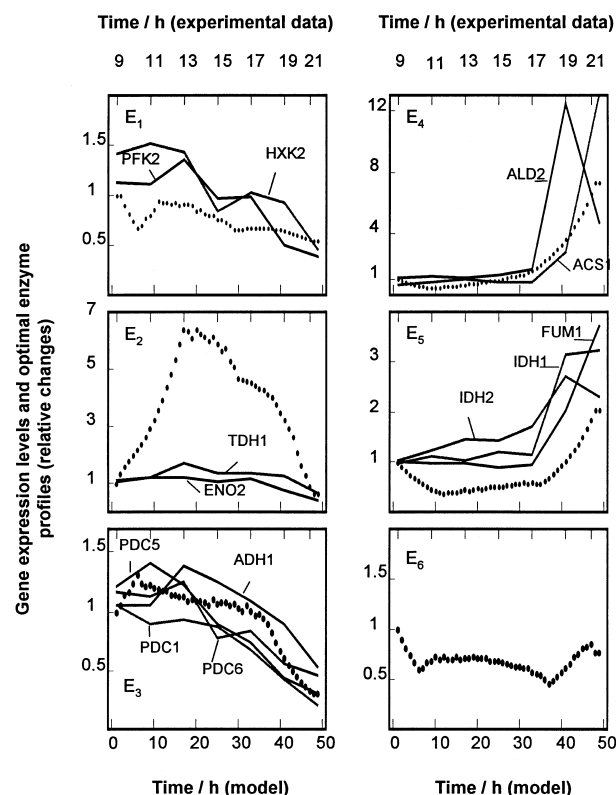 Time / h (experimental data) Time / h (experimental data)
9 11 13 15 17 19 21 9 11 13 15 17 19 21
Gene expression levels and optimal enzyme
profiles (relative changes)
E1
PFK2
HXK2
1.5
1
0.5
E4
ALD2
ACS1
12
8
4
1
E2
TDH1
ENO2
7
5
3
1
E5
FUM1
IDH1
IDH2
3
2
1
PDC5
ADH1
PDC1
PDC6
E3
1.5
1
0.5
E6
1.5
1
0.5
0 10 20 30 40 50 0 10 20 30 40 50
Time / h (model) Time / h (model)